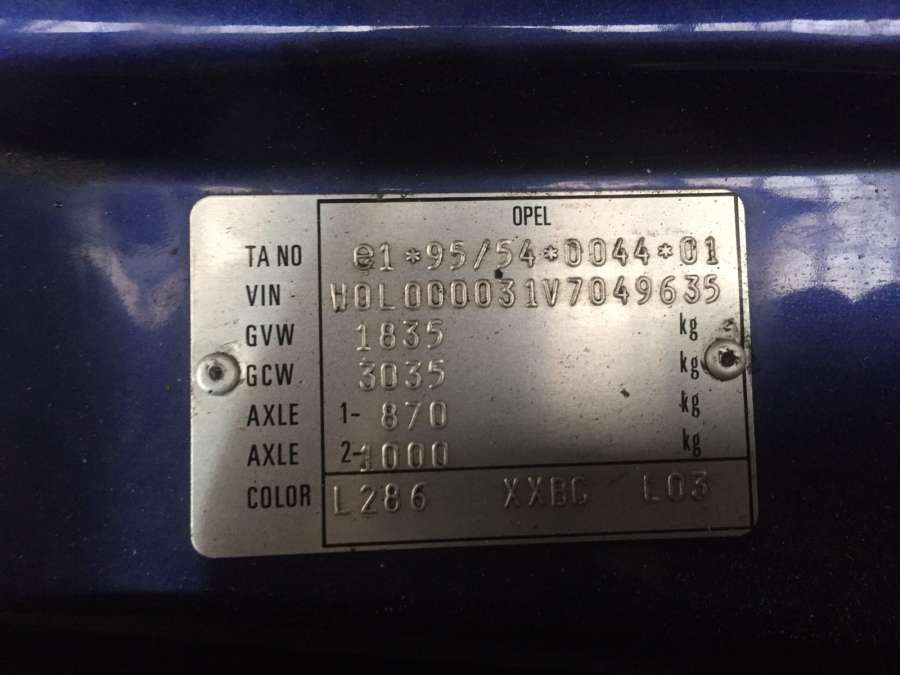 OPEL
TA NO e1*95/54*0044*01
VIN W0L000031V7049635
GVW 1835 kg
GCW 3035 kg
AXLE 1- 870 kg
AXLE 2- 1000 kg
COLOR L286 XXBC L03